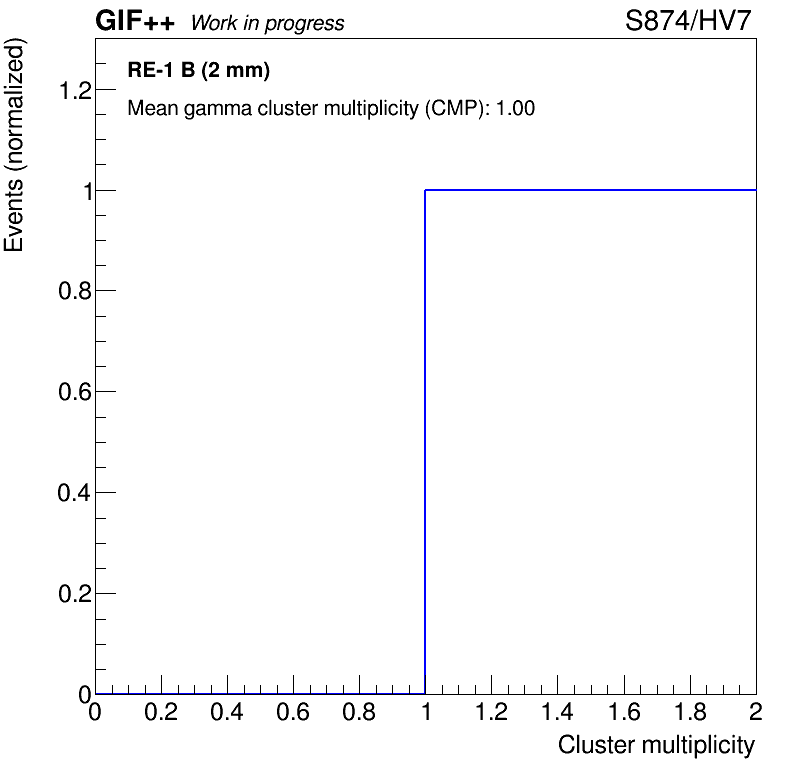 GIF++ Work in progress S874/HV7
Events (normalized)
RE-1 B (2 mm)
Mean gamma cluster multiplicity (CMP): 1.00
1.2
1
0.8
0.6
0.4
0.2
0
0 0.2 0.4 0.6 0.8 1 1.2 1.4 1.6 1.8 2
Cluster multiplicity